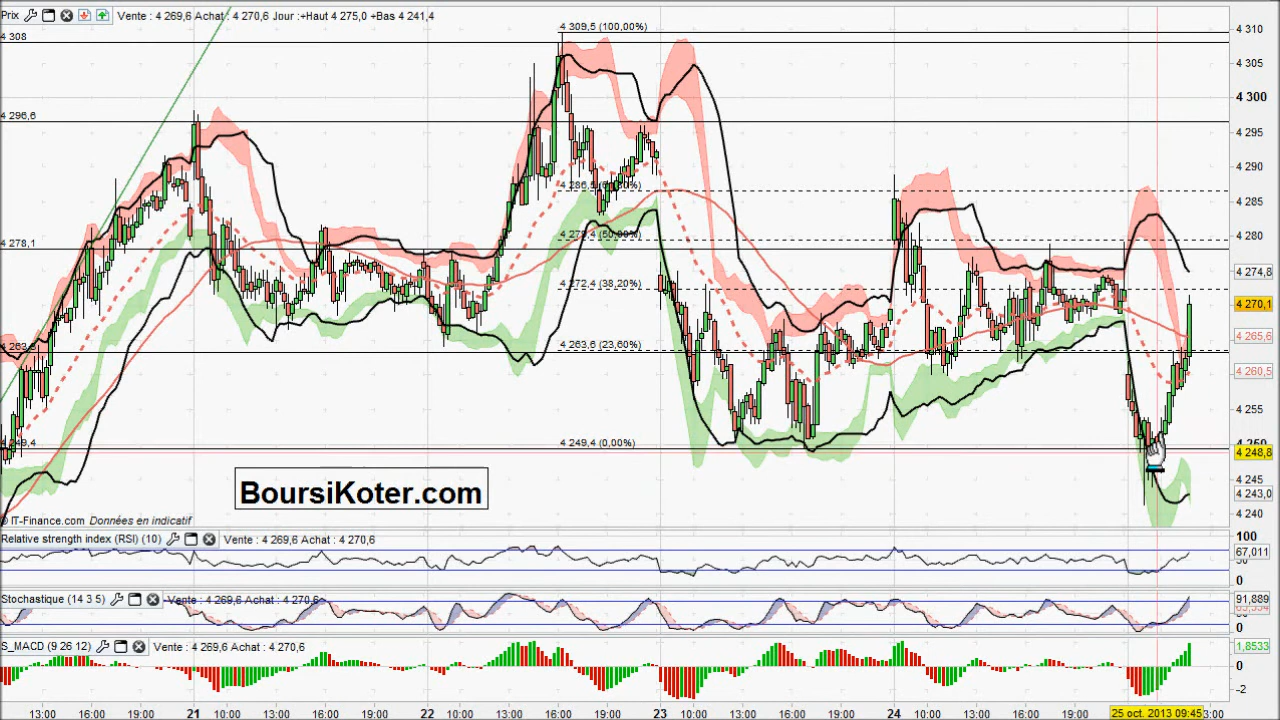 Prix Vente : 4 269,6 Achat : 4 270,6 Jour :+Haut 4 275,0 +Bas 4 241,4
4 309,5 (100,00%)
4 310
4 308
4 305
4 300
4 296,6
4 295
4 290
4 286,5
4 285
4 278,1
4 280
4 279,4 (50,00%)
4 275
4 274,8
4 272,4 (38,20%)
4 270,1
4 265,6
4 263,6 (23,60%)
4 260,5
4 255
4 249,4
4 249,4 (0,00%)
4 250
4 248,8
4 245
4 243,0
4 240
BoursiKoter.com
© IT-Finance.com Données en indicatif
Relative strength index (RSI) (10) Vente : 4 269,6 Achat : 4 270,6
100
67,011
0
Stochastique (14 3 5) Vente : 4 269,6 Achat : 4 270,6
91,889
0
S_MACD (9 26 12) Vente : 4 269,6 Achat : 4 270,6
1,8533
0
-2
13:00 16:00 19:00 21 10:00 13:00 16:00 19:00 22 10:00 13:00 16:00 19:00 23 10:00 13:00 16:00 19:00 24 10:00 13:00 16:00 19:00 25 oct. 2013 09:45 3:00